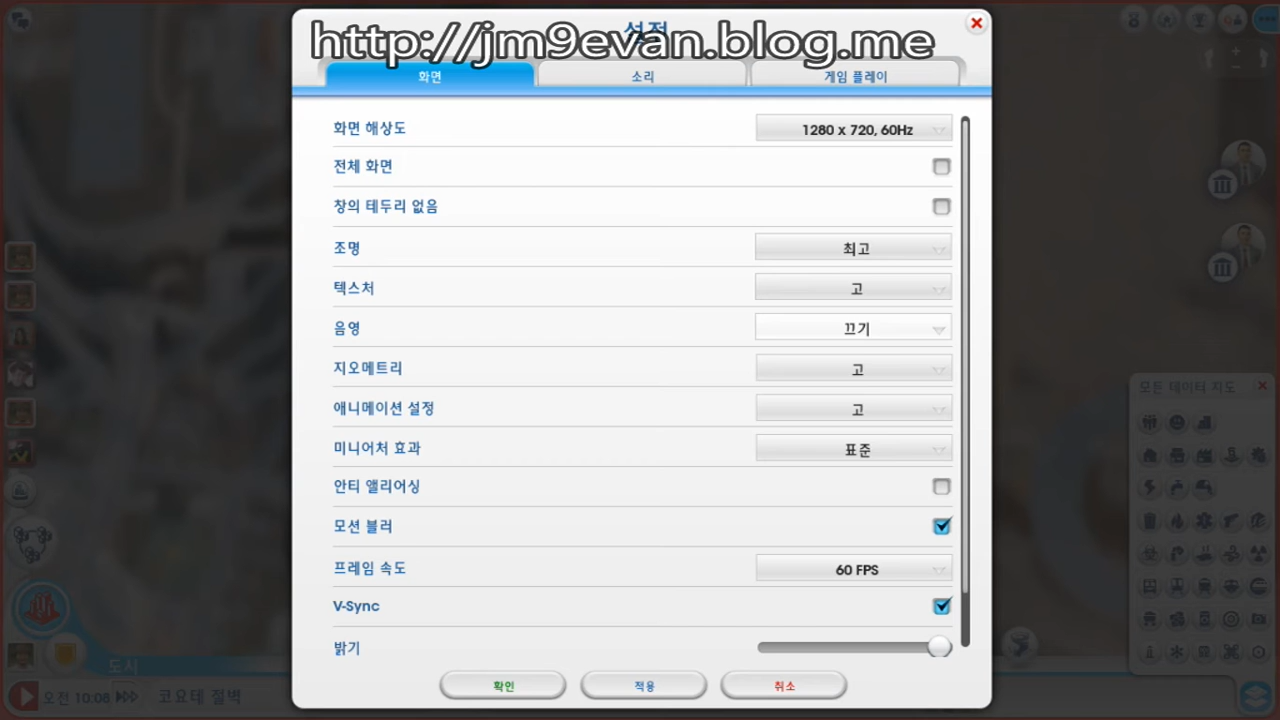 설정
http://jm9evan.blog.me
화면 소리 게임 플레이
화면 해상도 1280 x 720, 60Hz
전체 화면
창의 테두리 없음
조명 최고
텍스처 고
음영 끄기
지오메트리 고
모든 데이터 지도
애니메이션 설정 고
미니어처 효과 표준
안티 앨리어싱
모션 블러
프레임 속도 60 FPS
V-Sync
밝기
도시
확인 적용 취소
오전 10:08 코요테 절벽